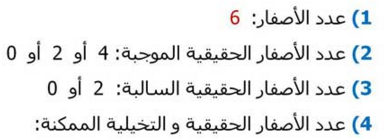 1) عدد الأصفار: 6
2) عدد الأصفار الحقيقية الموجبة: 4 أو 2 أو 0
3) عدد الأصفار الحقيقية السالبة: 2 أو 0
4) عدد الأصفار الحقيقية و التخيلية الممكنة: